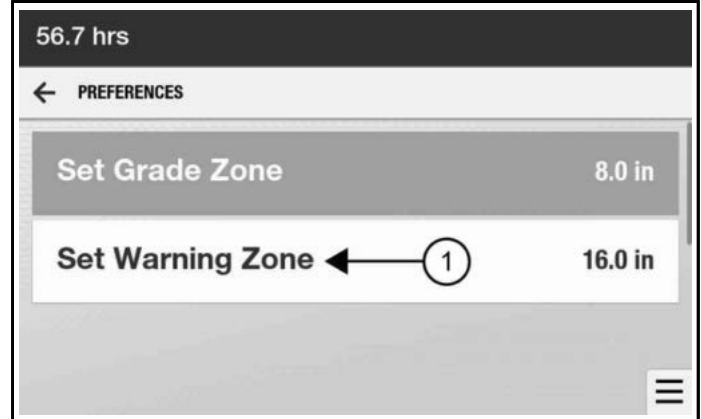 56.7 hrs
PREFERENCES
Set Grade Zone 8.0 in
Set Warning Zone 1 16.0 in